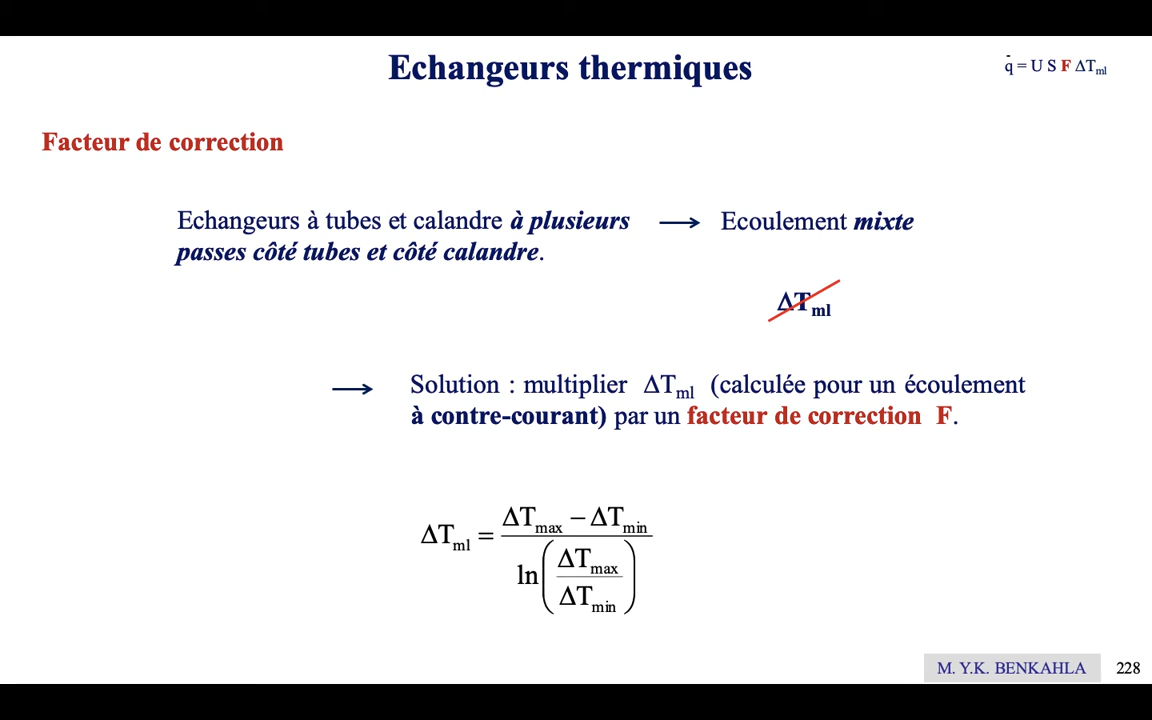 Echangeurs thermiques
q̇ = U S F ΔTml
Facteur de correction
Echangeurs à tubes et calandre à plusieurs ⟶ Ecoulement mixte
passes côté tubes et côté calandre.
ΔTml
⟶ Solution : multiplier ΔTml (calculée pour un écoulement
à contre-courant) par un facteur de correction F.
ΔTml = (ΔTmax − ΔTmin) / ln(ΔTmax / ΔTmin)
M. Y.K. BENKAHLA 228